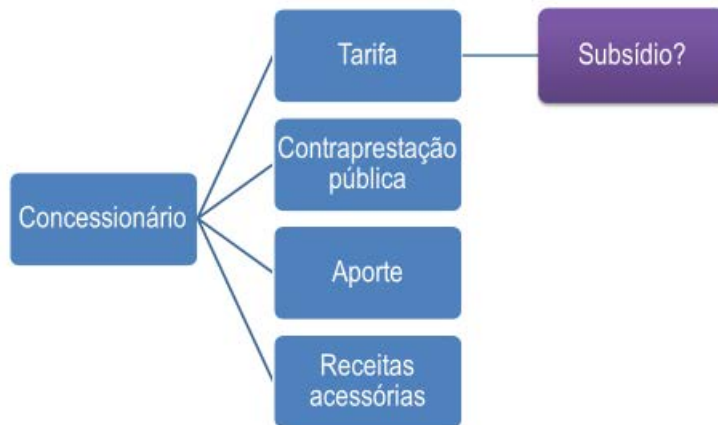 Tarifa
Subsídio?
Contraprestação
pública
Concessionário
Aporte
Receitas
acessórias